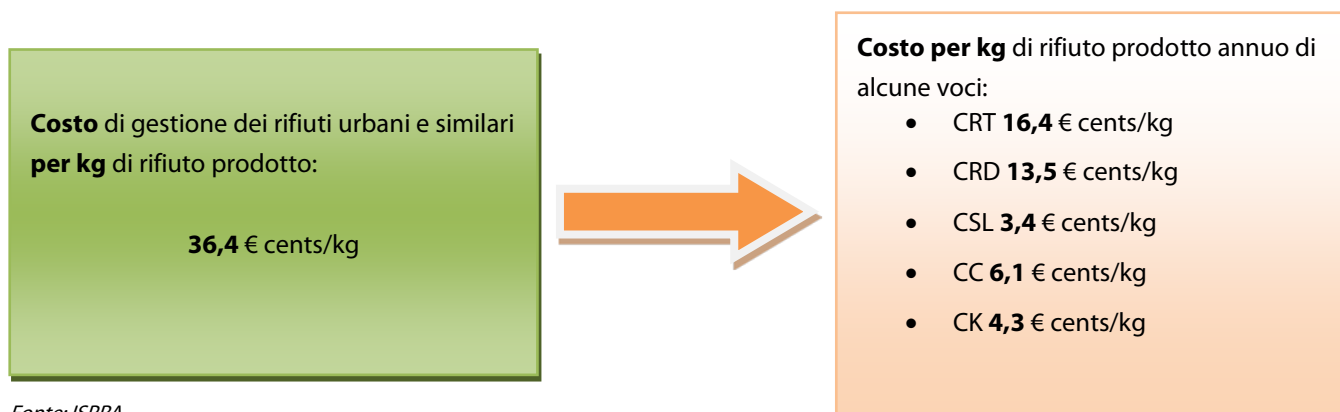 Costo di gestione dei rifiuti urbani e similari
per kg di rifiuto prodotto:
36,4 € cents/kg
Costo per kg di rifiuto prodotto annuo di
alcune voci:
• CRT 16,4 € cents/kg
• CRD 13,5 € cents/kg
• CSL 3,4 € cents/kg
• CC 6,1 € cents/kg
• CK 4,3 € cents/kg
Fonte: ISPRA